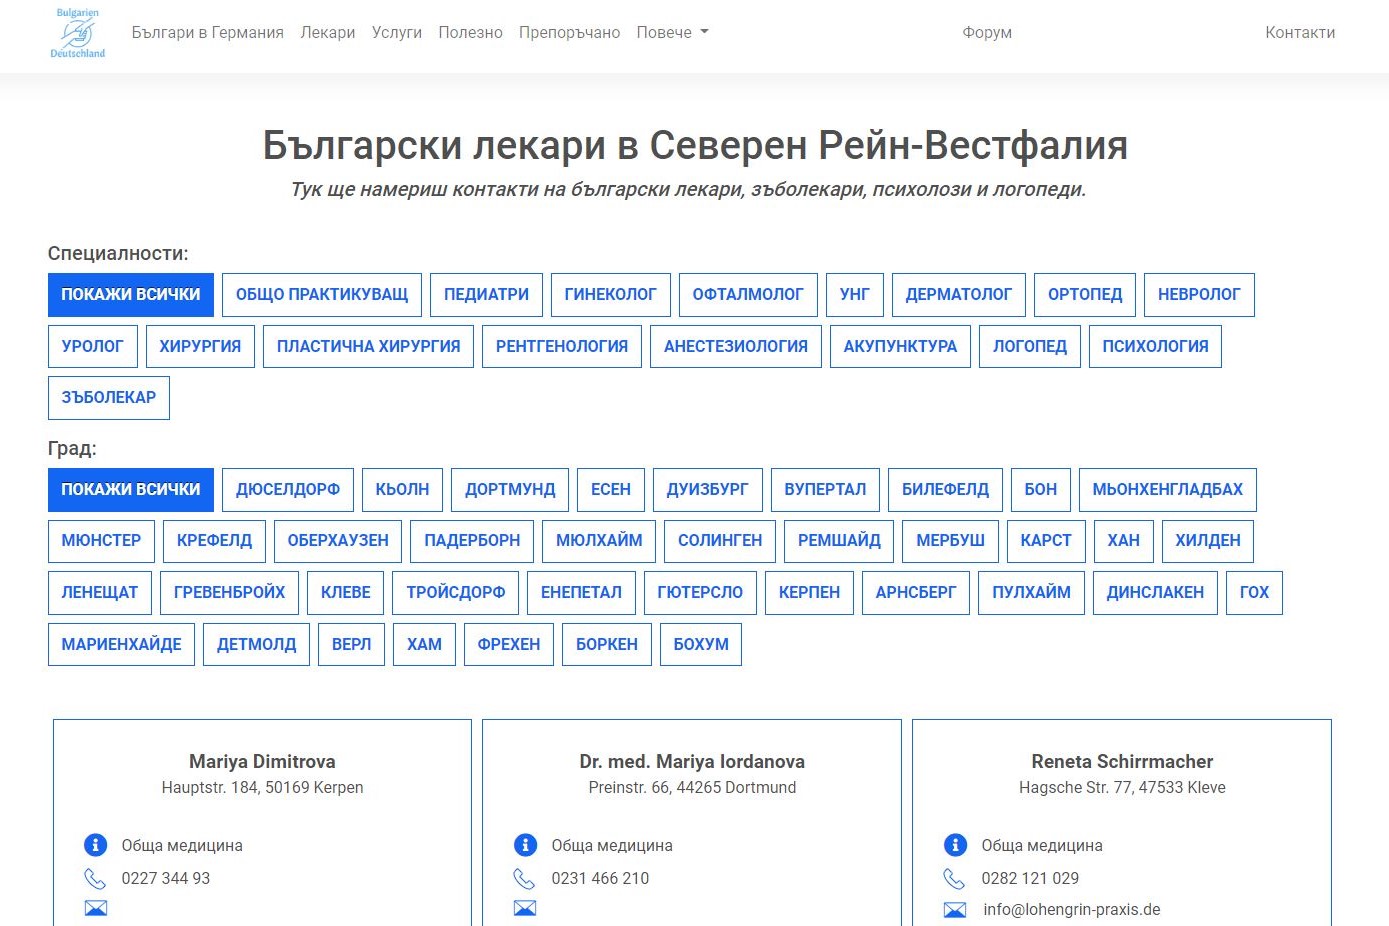 Bulgarien
Deutschland
Българи в Германия Лекари Услуги Полезно Препоръчано Повече Форум Контакти
Български лекари в Северен Рейн-Вестфалия
Тук ще намериш контакти на български лекари, зъболекари, психолози и логопеди.
Специалности:
ПОКАЖИ ВСИЧКИ ОБЩО ПРАКТИКУВАЩ ПЕДИАТРИ ГИНЕКОЛОГ ОФТАЛМОЛОГ УНГ ДЕРМАТОЛОГ ОРТОПЕД НЕВРОЛОГ
УРОЛОГ ХИРУРГИЯ ПЛАСТИЧНА ХИРУРГИЯ РЕНТГЕНОЛОГИЯ АНЕСТЕЗИОЛОГИЯ АКУПУНКТУРА ЛОГОПЕД ПСИХОЛОГИЯ
ЗЪБОЛЕКАР
Град:
ПОКАЖИ ВСИЧКИ ДЮСЕЛДОРФ КЬОЛН ДОРТМУНД ЕСЕН ДУИЗБУРГ ВУПЕРТАЛ БИЛЕФЕЛД БОН МЬОНХЕНГЛАДБАХ
МЮНСТЕР КРЕФЕЛД ОБЕРХАУЗЕН ПАДЕРБОРН МЮЛХАЙМ СОЛИНГЕН РЕМШАЙД МЕРБУШ КАРСТ ХАН ХИЛДЕН
ЛЕНЕЩАТ ГРЕВЕНБРОЙХ КЛЕВЕ ТРОЙСДОРФ ЕНЕПЕТАЛ ГЮТЕРСЛО КЕРПЕН АРНСБЕРГ ПУЛХАЙМ ДИНСЛАКЕН ГОХ
МАРИЕНХАЙДЕ ДЕТМОЛД ВЕРЛ ХАМ ФРЕХЕН БОРКЕН БОХУМ
Mariya Dimitrova
Hauptstr. 184, 50169 Kerpen
Обща медицина
0227 344 93
Dr. med. Mariya Iordanova
Preinstr. 66, 44265 Dortmund
Обща медицина
0231 466 210
Reneta Schirrmacher
Hagsche Str. 77, 47533 Kleve
Обща медицина
0282 121 029
info@lohengrin-praxis.de